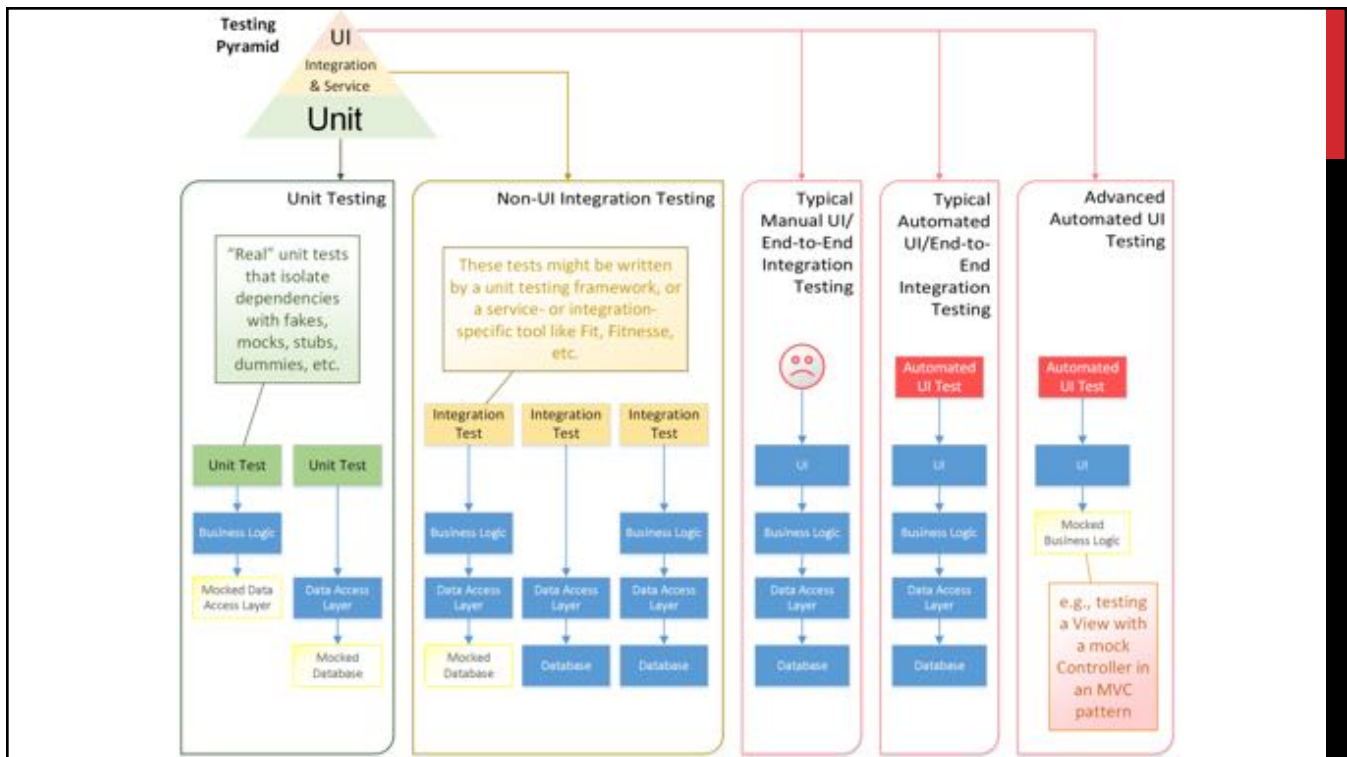 Testing
Pyramid
UI
Integration
& Service
Unit
Unit Testing
"Real" unit tests
that isolate
dependencies
with fakes,
mocks, stubs,
dummies, etc.
Unit Test
Business Logic
Mocked Data
Access Layer
Unit Test
Data Access
Layer
Mocked
Database
Non-UI Integration Testing
These tests might be written
by a unit testing framework, or
a service- or integration-
specific tool like Fit, Fitnesse,
etc.
Integration
Test
Business Logic
Data Access
Layer
Mocked
Database
Integration
Test
Data Access
Layer
Database
Integration
Test
Business Logic
Data Access
Layer
Database
Typical
Manual UI/
End-to-End
Integration
Testing
UI
Business Logic
Data Access
Layer
Database
Typical
Automated
UI/End-to-
End
Integration
Testing
Automated
UI Test
UI
Business Logic
Data Access
Layer
Database
Advanced
Automated UI
Testing
Automated
UI Test
UI
Mocked
Business Logic
e.g., testing
a View with
a mock
Controller in
an MVC
pattern